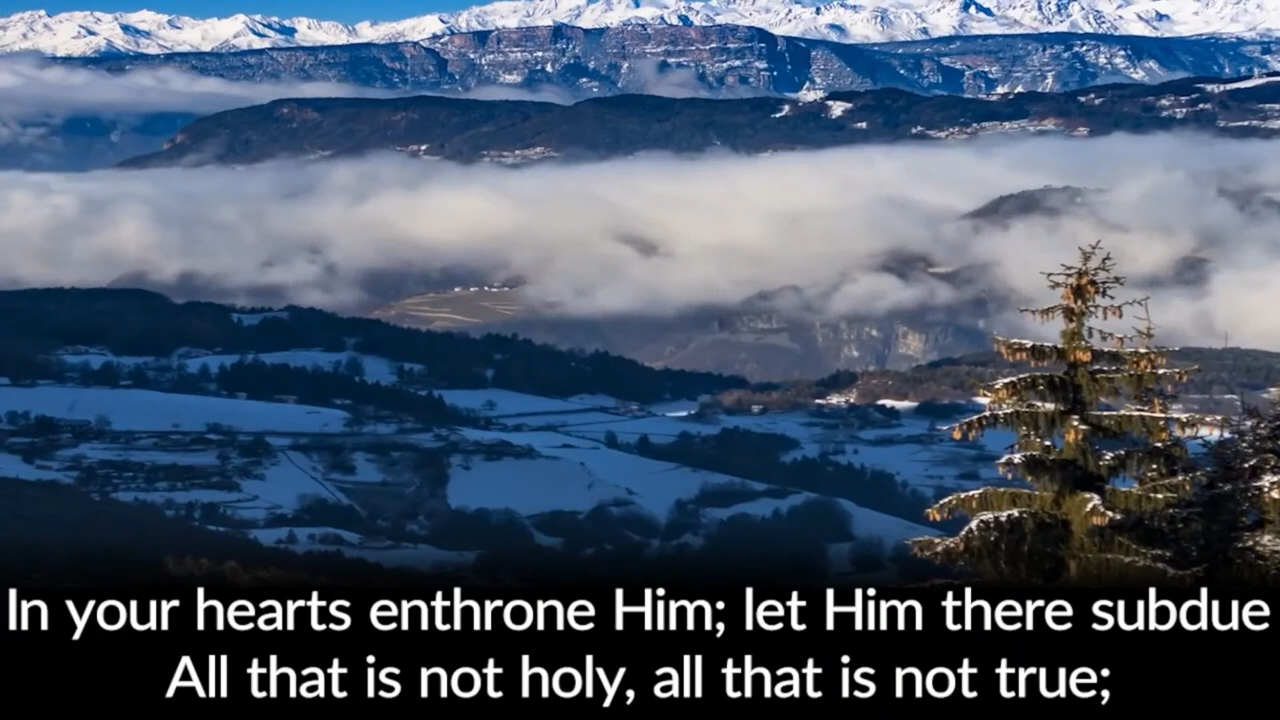 In your hearts enthrone Him; let Him there subdue
All that is not holy, all that is not true;